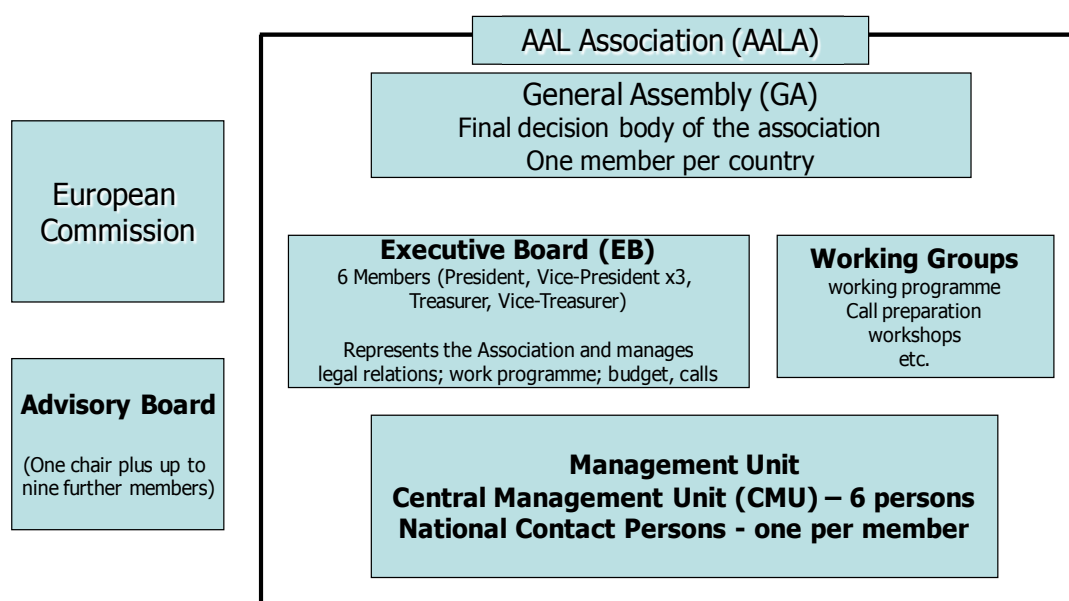 AAL Association (AALA)
General Assembly (GA)
Final decision body of the association
One member per country
European
Commission
Executive Board (EB)
6 Members (President, Vice-President x3,
Treasurer, Vice-Treasurer)
Represents the Association and manages
legal relations; work programme; budget, calls
Working Groups
working programme
Call preparation
workshops
etc.
Advisory Board
(One chair plus up to
nine further members)
Management Unit
Central Management Unit (CMU) – 6 persons
National Contact Persons - one per member